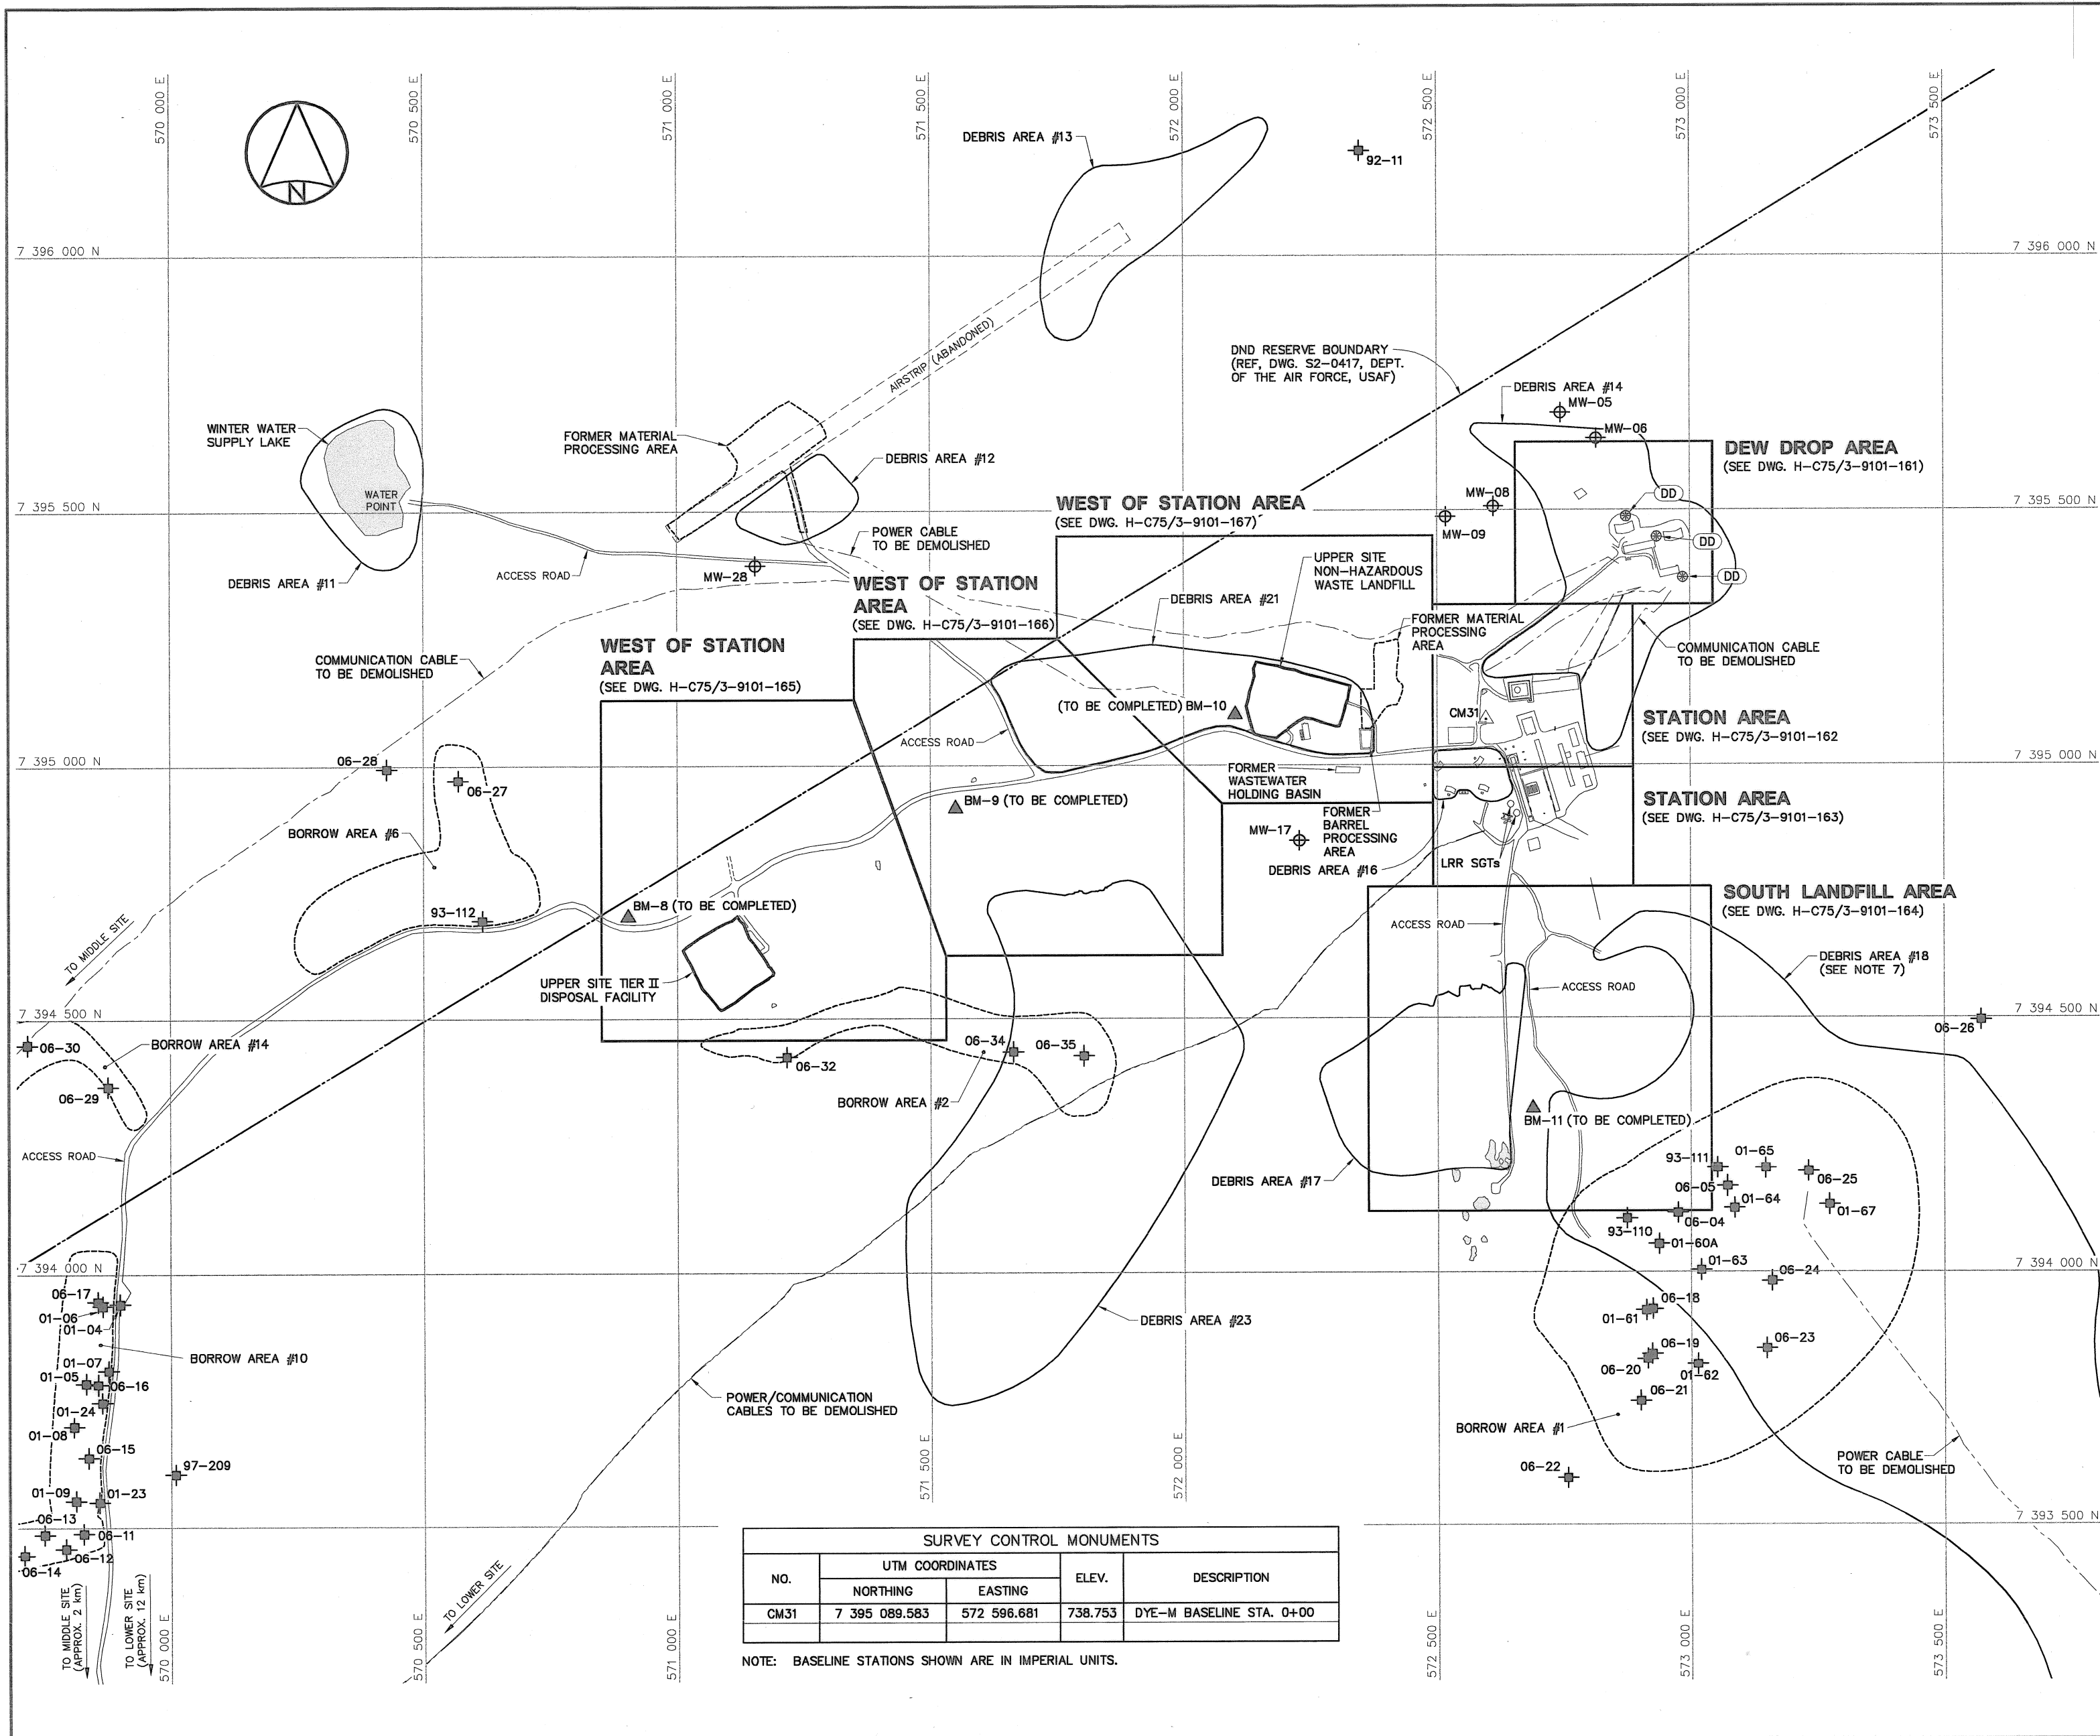 570 000 E
570 500 E
571 000 E
571 500 E
572 000 E
572 500 E
573 000 E
573 500 E
N
DEBRIS AREA #13
92-11
7 396 000 N
7 396 000 N
AIRSTRIP (ABANDONED)
DND RESERVE BOUNDARY
(REF, DWG. S2-0417, DEPT.
OF THE AIR FORCE, USAF)
DEBRIS AREA #14
MW-05
MW-06
WINTER WATER
SUPPLY LAKE
FORMER MATERIAL
PROCESSING AREA
DEBRIS AREA #12
DEW DROP AREA
(SEE DWG. H-C75/3-9101-161)
WATER
POINT
7 395 500 N
7 395 500 N
WEST OF STATION AREA
(SEE DWG. H-C75/3-9101-167)
MW-08
MW-09
DD
DD
DD
POWER CABLE
TO BE DEMOLISHED
UPPER SITE
NON-HAZARDOUS
WASTE LANDFILL
DEBRIS AREA #11
ACCESS ROAD
MW-28
WEST OF STATION
AREA
(SEE DWG. H-C75/3-9101-166)
DEBRIS AREA #21
FORMER MATERIAL
PROCESSING
AREA
COMMUNICATION CABLE
TO BE DEMOLISHED
COMMUNICATION CABLE
TO BE DEMOLISHED
WEST OF STATION
AREA
(SEE DWG. H-C75/3-9101-165)
(TO BE COMPLETED) BM-10
CM31
STATION AREA
(SEE DWG. H-C75/3-9101-162
ACCESS ROAD
7 395 000 N
7 395 000 N
06-28
06-27
FORMER
WASTEWATER
HOLDING BASIN
BM-9 (TO BE COMPLETED)
STATION AREA
(SEE DWG. H-C75/3-9101-163)
FORMER
BARREL
PROCESSING
AREA
MW-17
BORROW AREA #6
LRR SGTs
DEBRIS AREA #16
SOUTH LANDFILL AREA
(SEE DWG. H-C75/3-9101-164)
93-112
BM-8 (TO BE COMPLETED)
ACCESS ROAD
TO MIDDLE SITE
DEBRIS AREA #18
(SEE NOTE 7)
UPPER SITE TIER II
DISPOSAL FACILITY
ACCESS ROAD
7 394 500 N
7 394 500 N
06-26
06-30
BORROW AREA #14
06-34
06-35
06-32
06-29
BORROW AREA #2
BM-11 (TO BE COMPLETED)
ACCESS ROAD
93-111
01-65
DEBRIS AREA #17
06-05
06-25
01-64
01-67
06-04
93-110
01-60A
7 394 000 N
7 394 000 N
01-63
06-24
06-17
01-06
01-04
06-18
01-61
DEBRIS AREA #23
06-23
BORROW AREA #10
01-07
01-05
06-16
06-19
06-20
01-62
POWER/COMMUNICATION
CABLES TO BE DEMOLISHED
06-21
01-24
01-08
BORROW AREA #1
06-15
POWER CABLE
TO BE DEMOLISHED
97-209
06-22
01-09
01-23
06-13
06-11
06-12
06-14
7 393 500 N
571 500 E
572 000 E
SURVEY CONTROL MONUMENTS
NO.
UTM COORDINATES
NORTHING
EASTING
ELEV.
DESCRIPTION
CM31 7 395 089.583 572 596.681 738.753 DYE-M BASELINE STA. 0+00
NOTE: BASELINE STATIONS SHOWN ARE IN IMPERIAL UNITS.
TO MIDDLE SITE
(APPROX. 2 km)
TO LOWER SITE
(APPROX. 12 km)
TO LOWER SITE
570 000 E
570 500 E
571 000 E
572 500 E
573 000 E
573 500 E